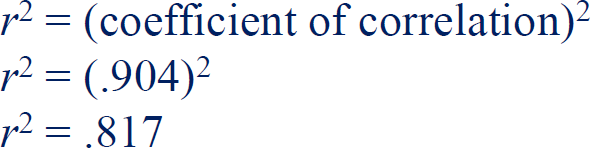 r² = (coefficient of correlation)²
r² = (.904)²
r² = .817